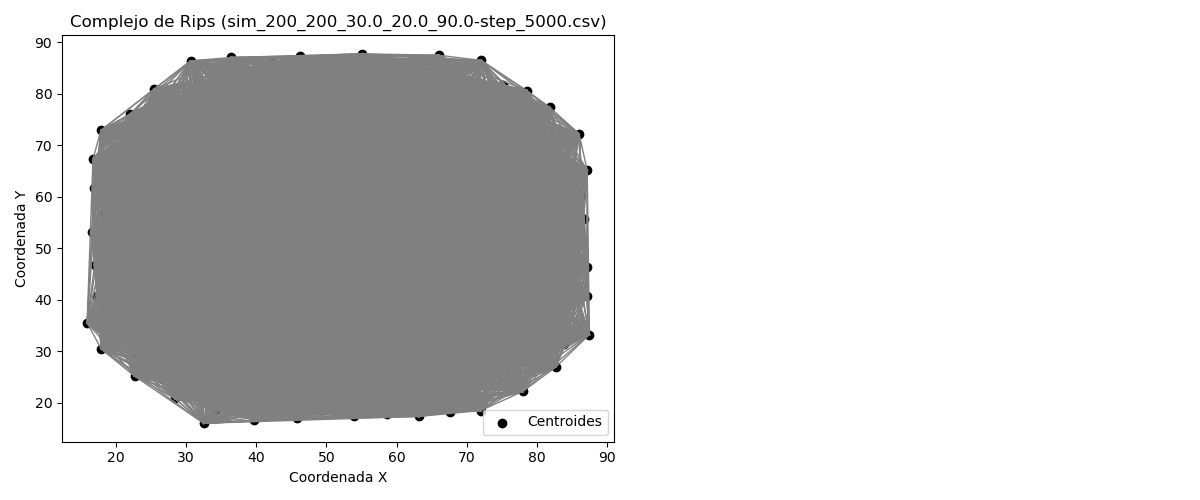 Complejo de Rips (sim_200_200_30.0_20.0_90.0-step_5000.csv)
90
80
70
60
50
40
30
20
Coordenada Y
Centroides
20 30 40 50 60 70 80 90
Coordenada X